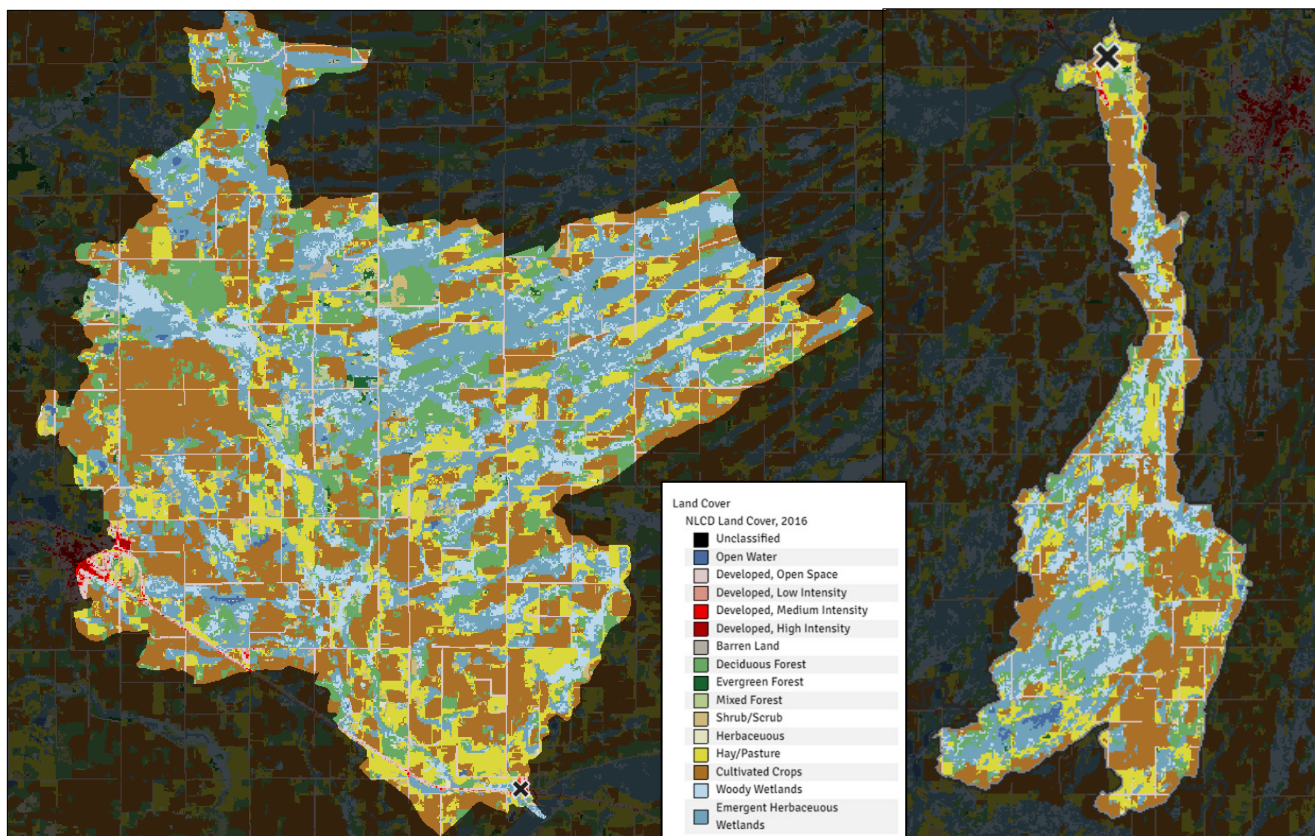 Land Cover
NLCD Land Cover, 2016
Unclassified
Open Water
Developed, Open Space
Developed, Low Intensity
Developed, Medium Intensity
Developed, High Intensity
Barren Land
Deciduous Forest
Evergreen Forest
Mixed Forest
Shrub/Scrub
Herbaceuous
Hay/Pasture
Cultivated Crops
Woody Wetlands
Emergent Herbaceuous
Wetlands